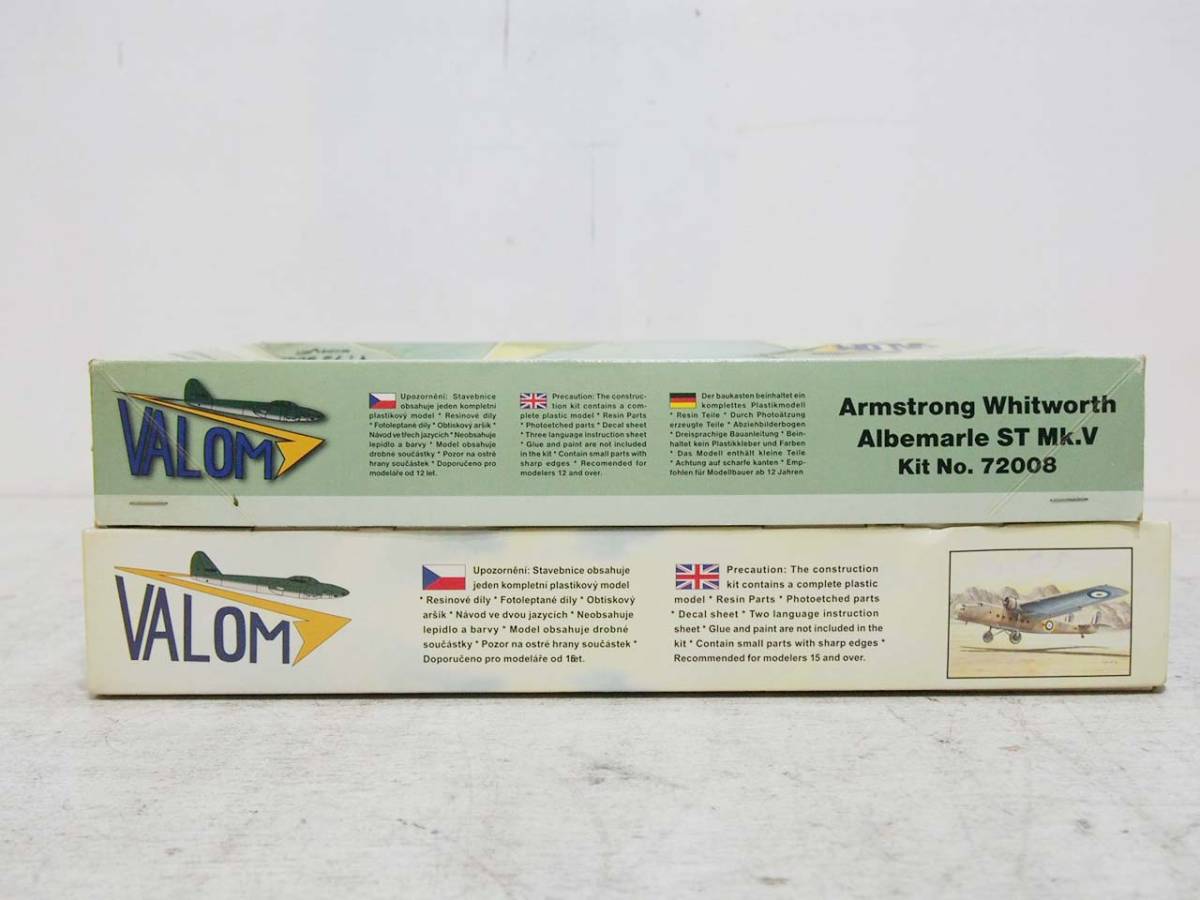 VALOM
Upozornění: Stavebnice
obsahuje jeden kompletní
plastikový model * Resinové díly
* Fotoleptané díly * Obtiskový aršík *
Návod ve třech jazycích * Neobsahuje
lepidlo a barvy * Model obsahuje
drobné součástky * Pozor na ostré
hrany součástek * Doporučeno pro
modeláře od 12 let.
Precaution: The construc-
tion kit contains a com-
plete plastic model * Resin Parts
* Photoetched parts * Decal sheet *
Three language instruction sheet
* Glue and paint are not included
in the kit * Contain small parts with
sharp edges * Recomended for
modelers 12 and over.
Der baukasten beinhaltet ein
komplettes Plastikmodell
* Resin Teile * Durch Photoätzung
erzeugte Teile * Abziehbilderbogen
* Dreisprachige Bauanleitung * Bein-
haltet kein Plastikkleber und Farben
* Das Modell enthält kleine Teile
* Achtung auf scharfe kanten * Emp-
fohlen für Modellbauer ab 12 Jahren
Armstrong Whitworth
Albemarle ST Mk.V
Kit No. 72008
VALOM
Upozornění: Stavebnice obsahuje
jeden kompletní plastikový model
* Resinové díly * Fotoleptané díly * Obtiskový
aršík * Návod ve dvou jazycích * Neobsahuje
lepidlo a barvy * Model obsahuje drobné
součástky * Pozor na ostré hrany součástek *
Doporučeno pro modeláře od
Precaution: The construction
kit contains a complete plastic
model * Resin Parts * Photoetched parts
* Decal sheet * Two language instruction
sheet * Glue and paint are not included in the
kit * Contain small parts with sharp edges *
Recommended for modelers 15 and over.